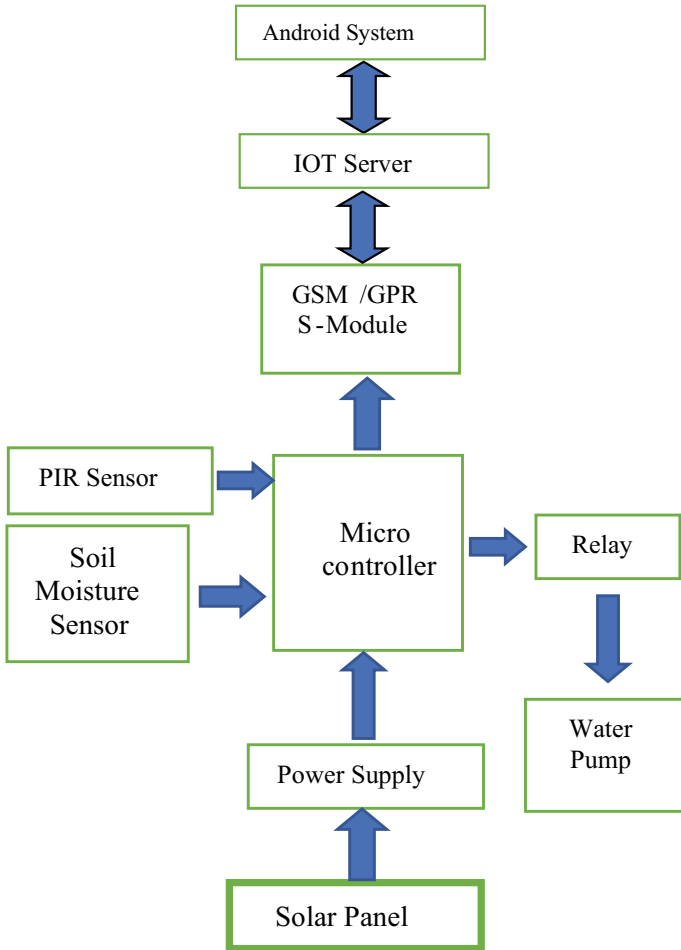 Android System
IOT Server
GSM /GPR
S-Module
PIR Sensor
Soil
Moisture
Sensor
Micro
controller
Relay
Water
Pump
Power Supply
Solar Panel